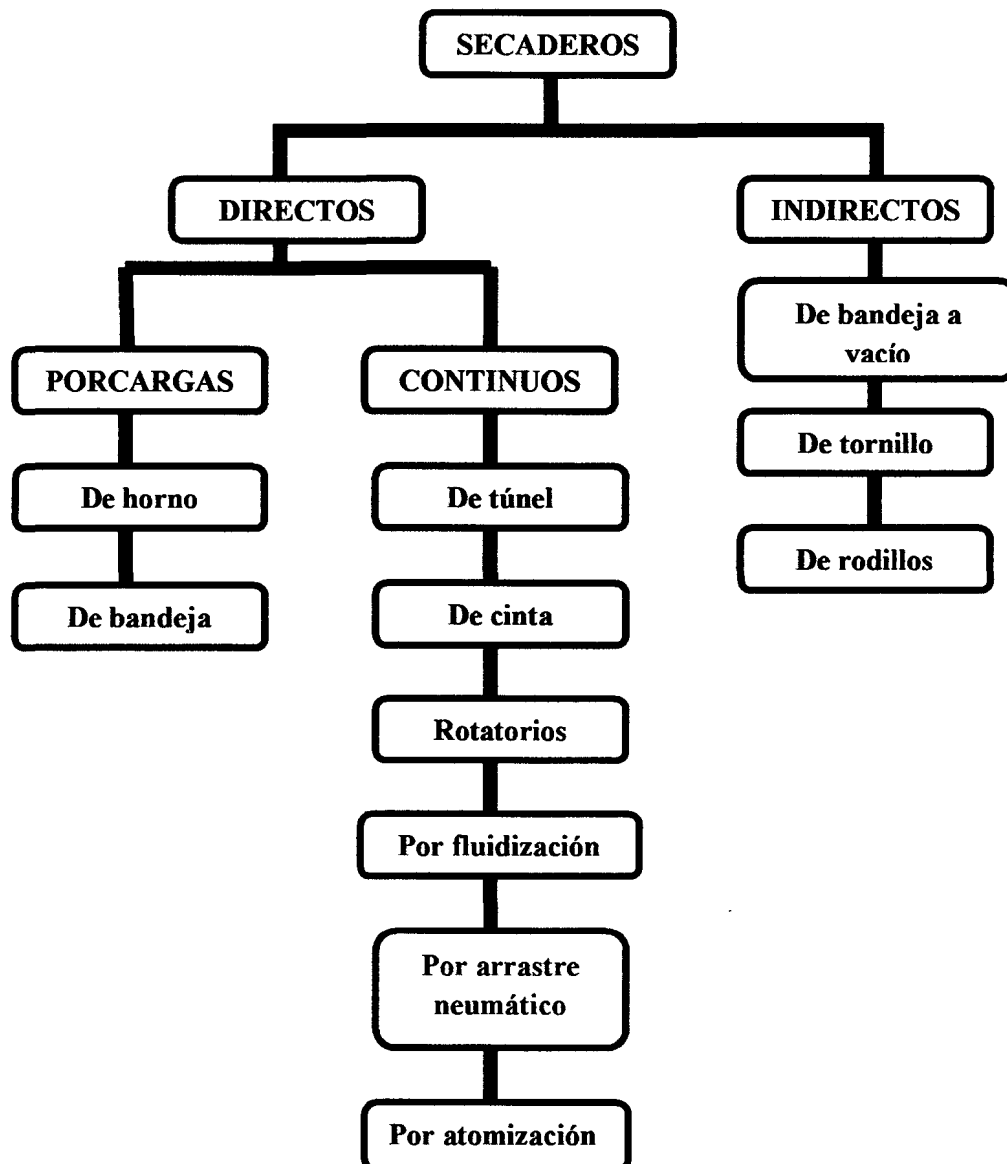 SECADEROS
DIRECTOS
INDIRECTOS
PORCARGAS
CONTINUOS
De bandeja a
vacío
De horno
De túnel
De tornillo
De bandeja
De cinta
De rodillos
Rotatorios
Por fluidización
Por arrastre
neumático
Por atomización